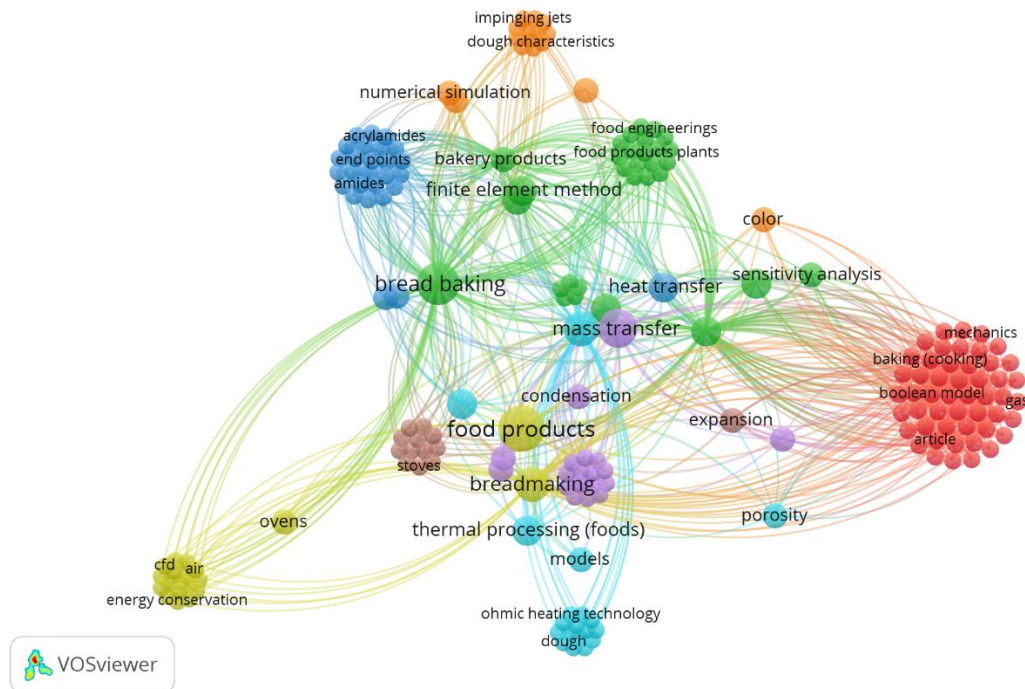 impinging jets
dough characteristics
numerical simulation
acrylamides
end points
amides
bakery products
finite element method
food engineerings
food products plants
color
sensitivity analysis
heat transfer
bread baking
mass transfer
mechanics
baking (cooking)
boolean model
gas
article
condensation
expansion
food products
stoves
breadmaking
porosity
ovens
thermal processing (foods)
models
cfd
air
energy conservation
ohmic heating technology
dough
VOSviewer